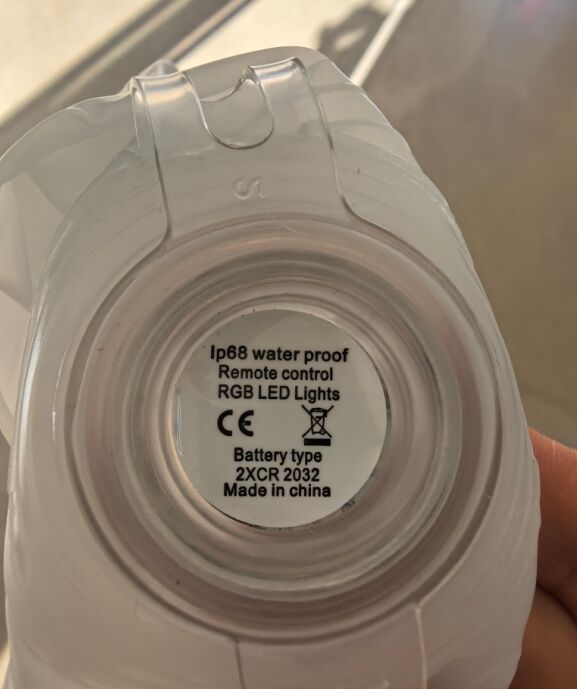 S
Ip68 water proof
Remote control
RGB LED Lights
CE
Battery type
2XCR 2032
Made in china